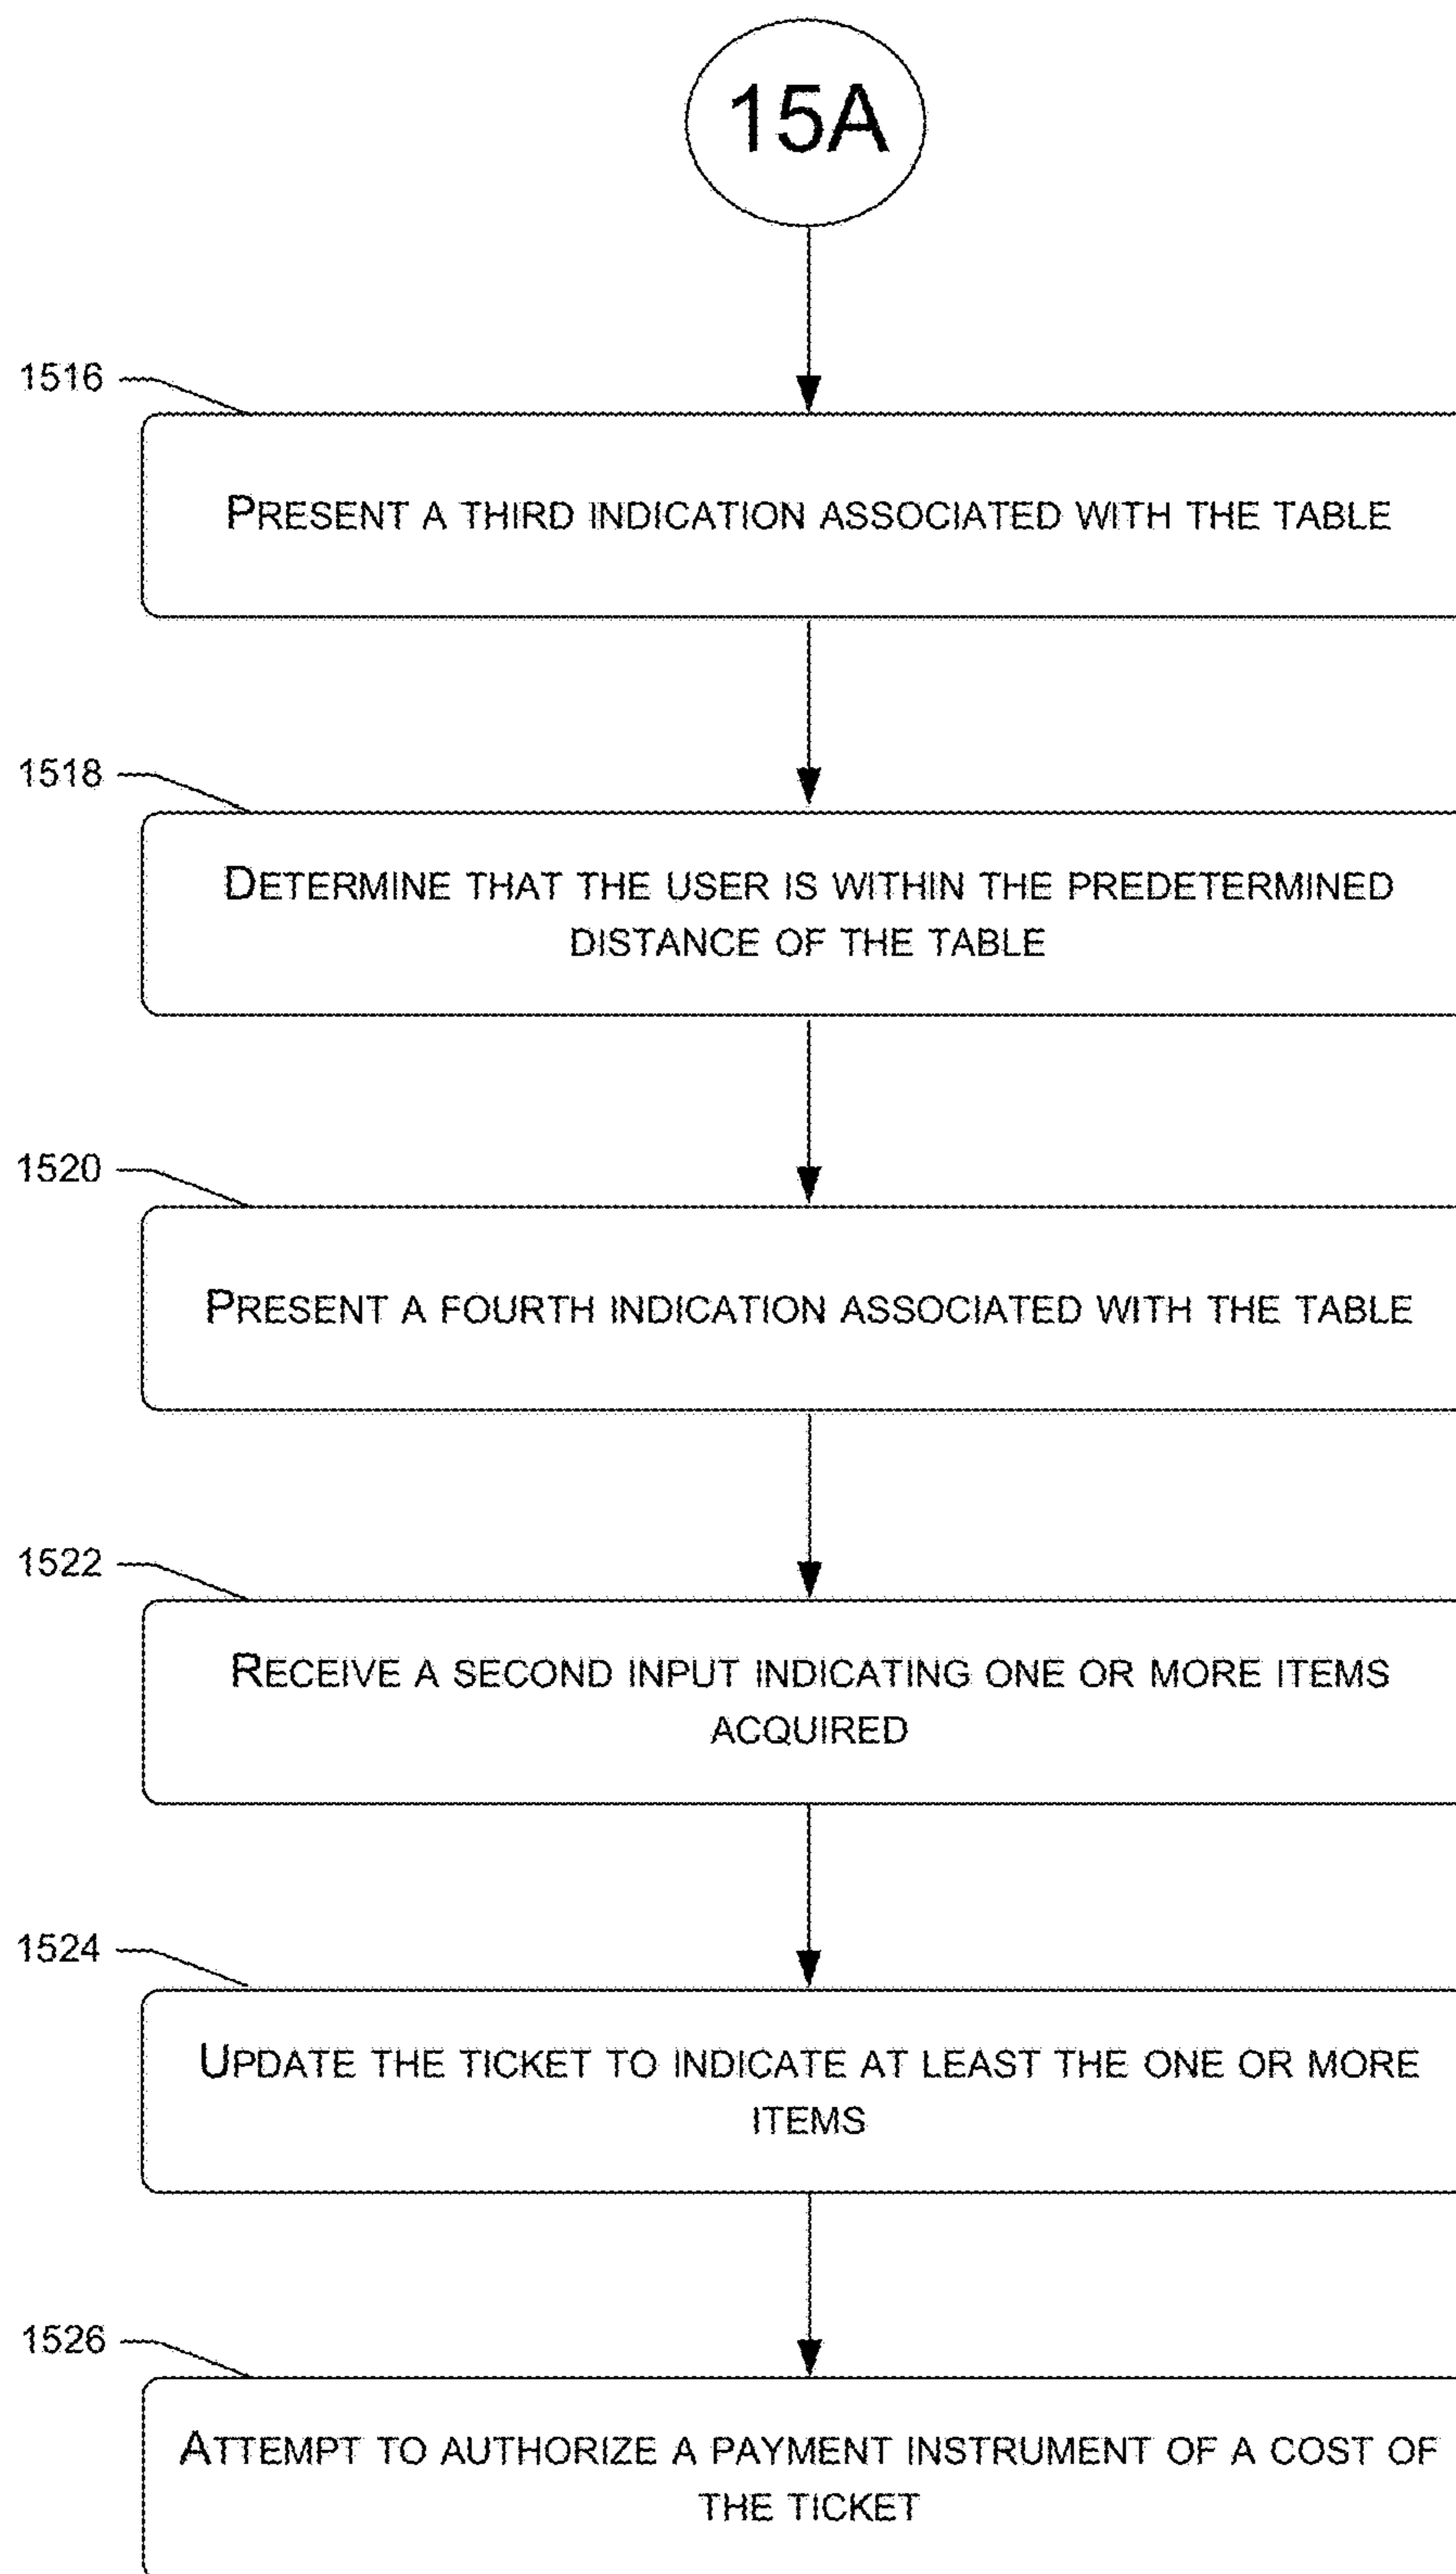 15A
1516
PRESENT A THIRD INDICATION ASSOCIATED WITH THE TABLE
1518
DETERMINE THAT THE USER IS WITHIN THE PREDETERMINED
DISTANCE OF THE TABLE
1520
PRESENT A FOURTH INDICATION ASSOCIATED WITH THE TABLE
1522
RECEIVE A SECOND INPUT INDICATING ONE OR MORE ITEMS
ACQUIRED
1524
UPDATE THE TICKET TO INDICATE AT LEAST THE ONE OR MORE
ITEMS
1526
ATTEMPT TO AUTHORIZE A PAYMENT INSTRUMENT OF A COST OF
THE TICKET